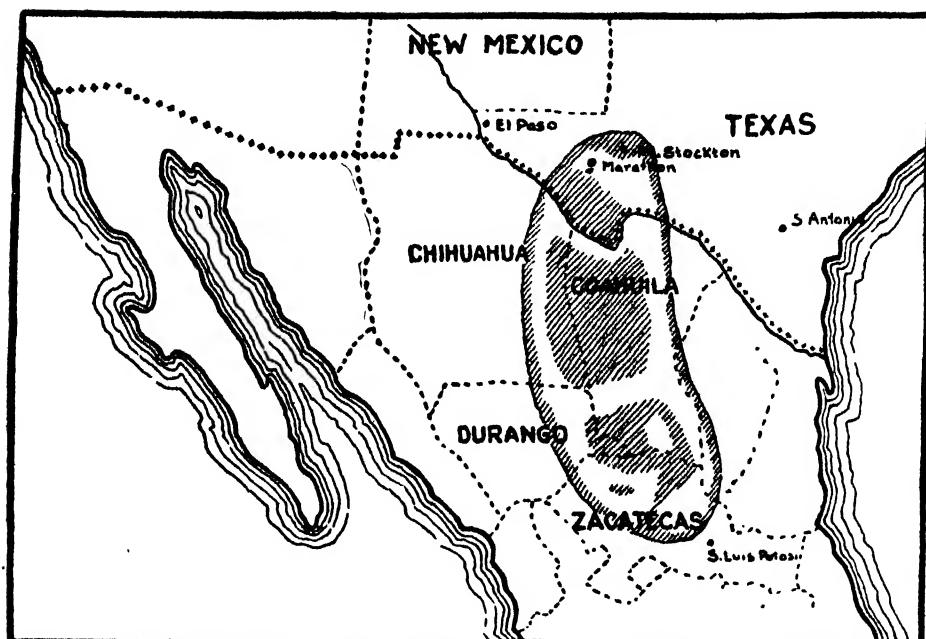 NEW MEXICO
El Paso
TEXAS
Stockton
Marathon
S Antonio
CHIHUAHUA
COAHUILA
DURANGO
ZACATECAS
S. Luis Potosi